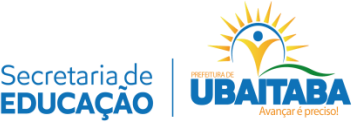 Secretaria de
EDUCAÇÃO
PREFEITURA DE
UBAITABA
Avançar é preciso!